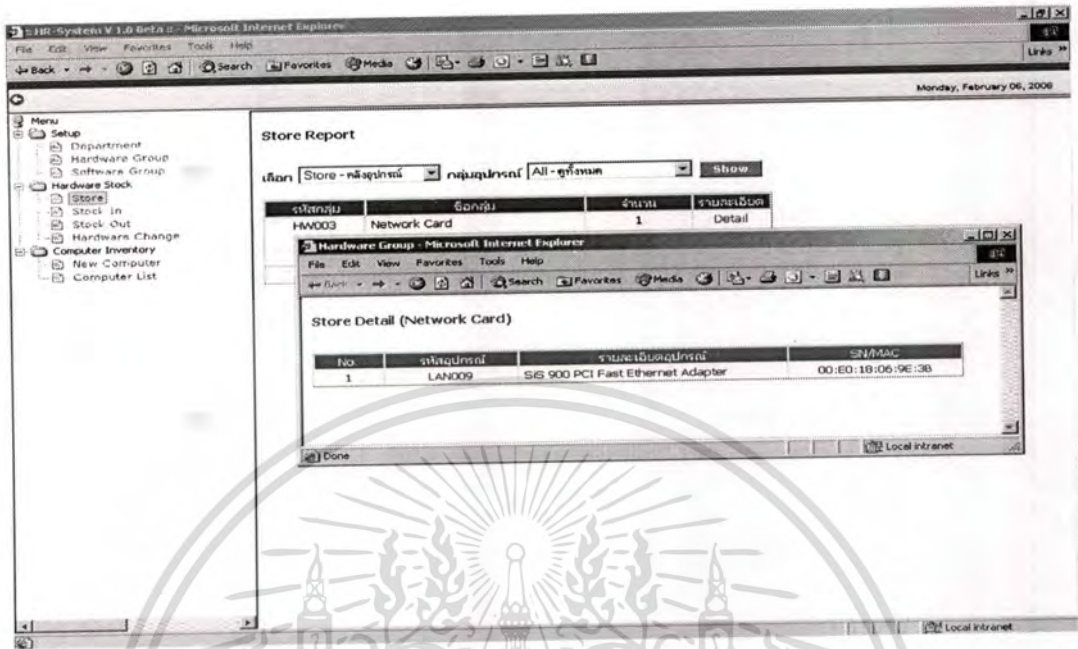 :: HR-System V 1.0 Beta :: - Microsoft Internet Explorer
File Edit View Favorites Tools Help
Back Search Favorites Media Links »
Monday, February 06, 2006
Menu
Setup
Department
Hardware Group
Software Group
Hardware Stock
Store
Stock In
Stock Out
Hardware Change
Computer Inventory
New Computer
Computer List
Store Report
เลือก Store - คลังอุปกรณ์ กลุ่มอุปกรณ์ All - ดูทั้งหมด Show
รหัสกลุ่ม ชื่อกลุ่ม จำนวน รายละเอียด
HW003 Network Card 1 Detail
Hardware Group - Microsoft Internet Explorer
File Edit View Favorites Tools Help
Back Search Favorites Media Links »
Store Detail (Network Card)
No รหัสอุปกรณ์ รายละเอียดอุปกรณ์ SN/MAC
1 LAN009 SiS 900 PCI Fast Ethernet Adapter 00:E0:18:06:9E:3B
Done Local intranet
Local intranet